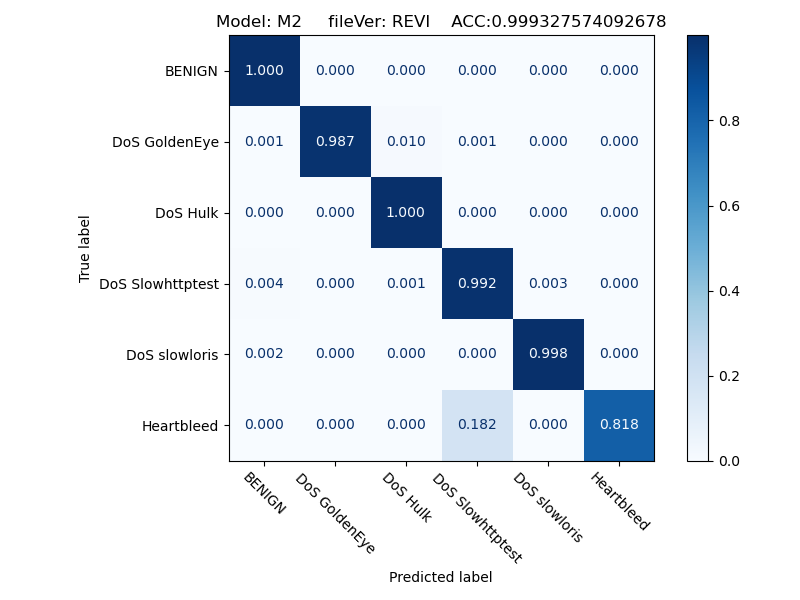 Model: M2 fileVer: REVI ACC:0.999327574092678
BENIGN 1.000 0.000 0.000 0.000 0.000 0.000
DoS GoldenEye 0.001 0.987 0.010 0.001 0.000 0.000
DoS Hulk 0.000 0.000 1.000 0.000 0.000 0.000
DoS Slowhttptest 0.004 0.000 0.001 0.992 0.003 0.000
DoS slowloris 0.002 0.000 0.000 0.000 0.998 0.000
Heartbleed 0.000 0.000 0.000 0.182 0.000 0.818
True label
BENIGN
DoS GoldenEye
DoS Hulk
DoS Slowhttptest
DoS slowloris
Heartbleed
Predicted label
0.8
0.6
0.4
0.2
0.0